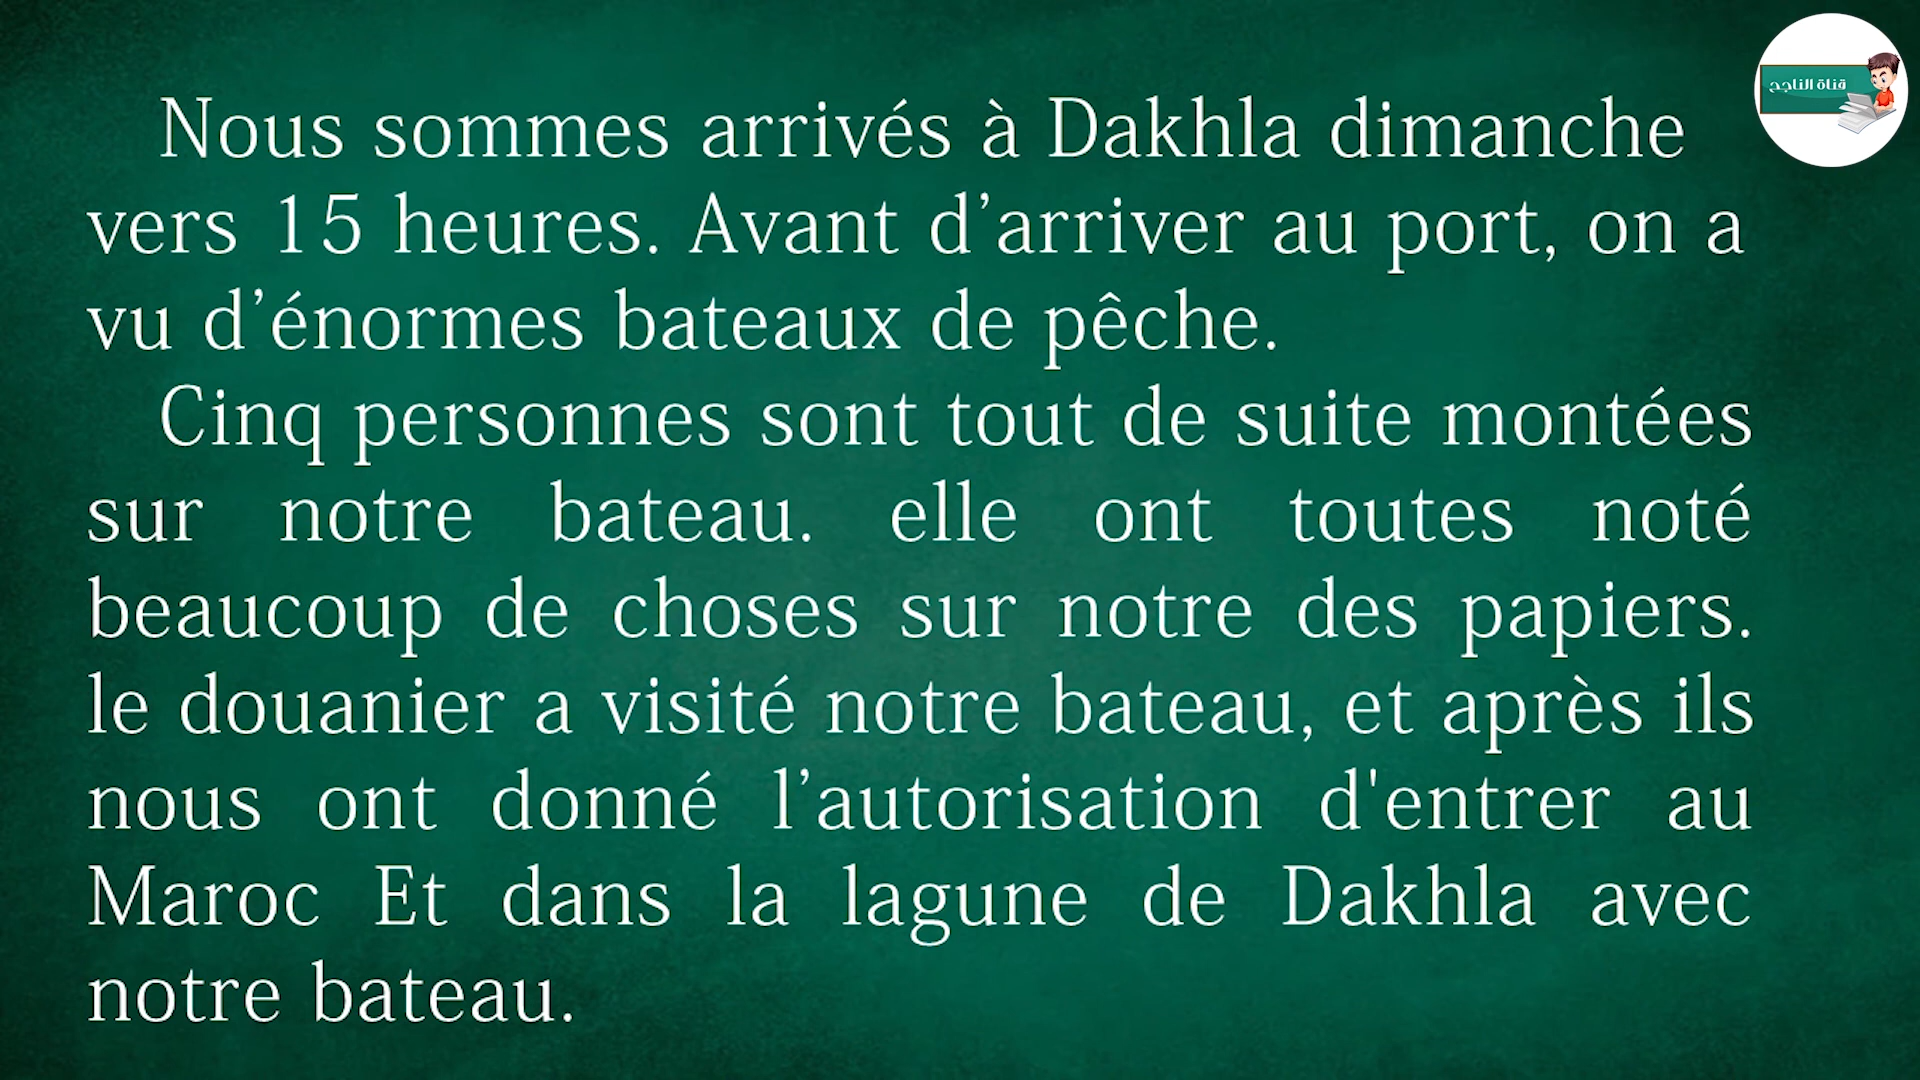 قناة الناجح
Nous sommes arrivés à Dakhla dimanche
vers 15 heures. Avant d’arriver au port, on a
vu d’énormes bateaux de pêche.
Cinq personnes sont tout de suite montées
sur notre bateau. elle ont toutes noté
beaucoup de choses sur notre des papiers.
le douanier a visité notre bateau, et après ils
nous ont donné l’autorisation d'entrer au
Maroc Et dans la lagune de Dakhla avec
notre bateau.